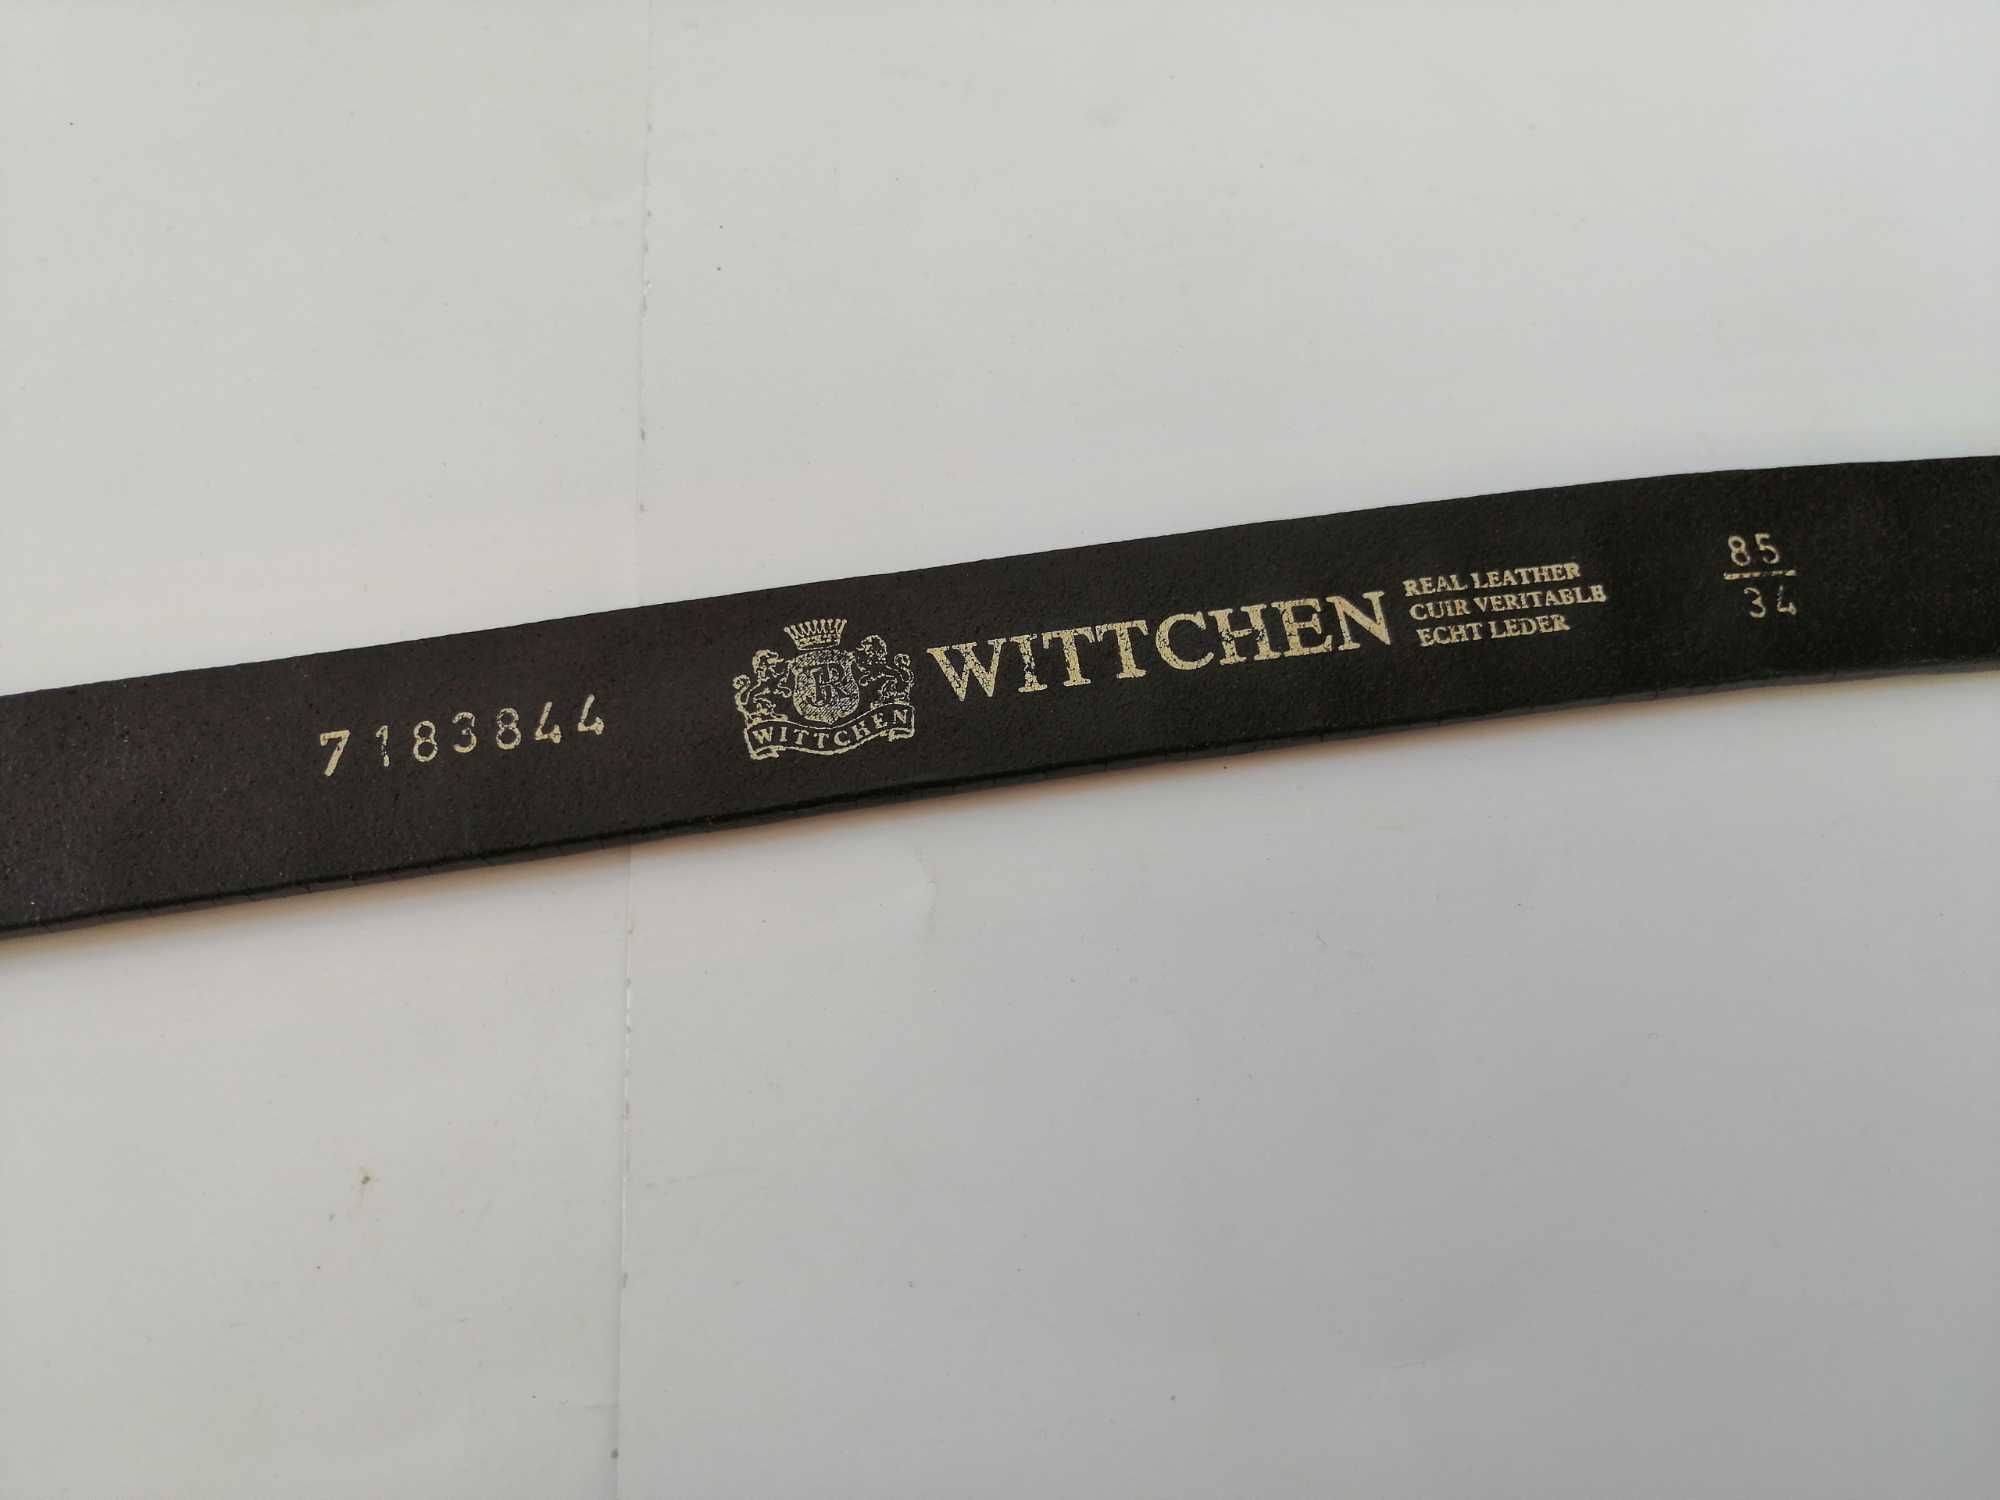 7183844
WITTCHEN
WITTCHEN
REAL LEATHER
CUIR VERITABLE
ECHT LEDER
85
34